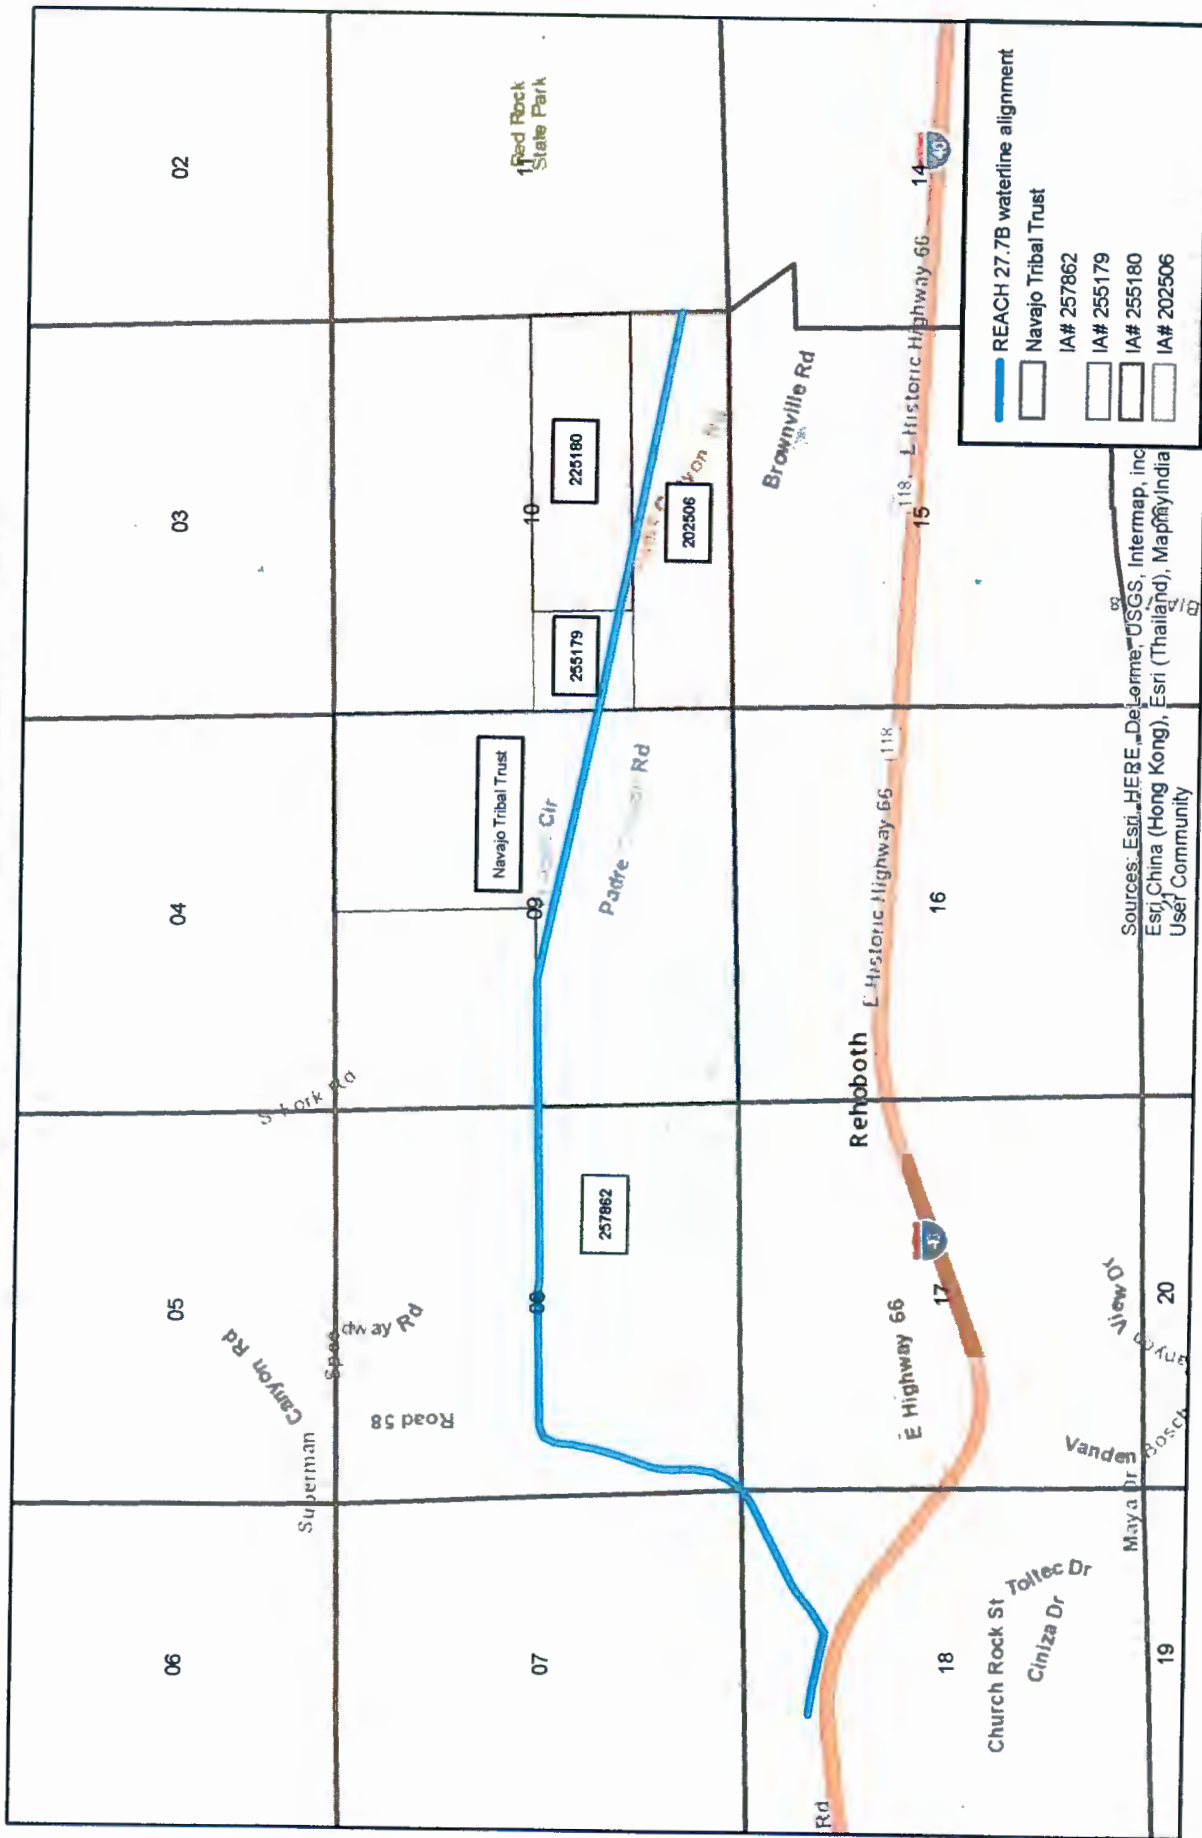 06
05
04
03
02
Superman
Canyon Rd
Road 58
07
08
09
10
11
Red Rock
State Park
Navajo Tribal Trust
Cir
Padre
Rd
257862
255179
225180
202506
Brownville Rd
Rehoboth
E Historic Highway 66
118
118
E Historic Highway 66
E Highway 66
Rd
18
17
16
15
14
Church Rock St
Toltec Dr
Ciniza Dr
Maya Dr
Vanden Bosch
View Dr
19
20
21
REACH 27.7B waterline alignment
Navajo Tribal Trust
IA# 257862
IA# 255179
IA# 255180
IA# 202506
Sources: Esri, HERE, DeLorme, USGS, Intermap, inc
Esri China (Hong Kong), Esri (Thailand), MapmyIndia
User Community